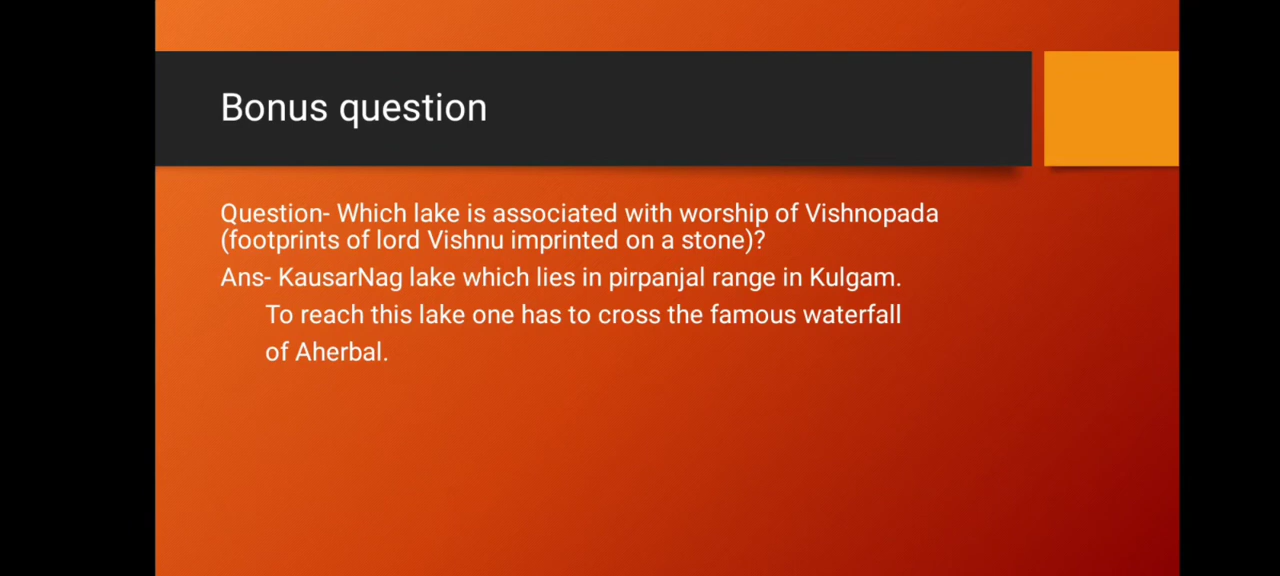 Bonus question
Question- Which lake is associated with worship of Vishnopada
(footprints of lord Vishnu imprinted on a stone)?
Ans- KausarNag lake which lies in pirpanjal range in Kulgam.
To reach this lake one has to cross the famous waterfall
of Aherbal.